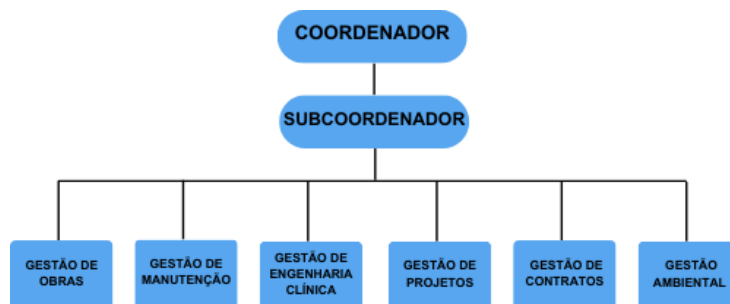 COORDENADOR
SUBCOORDENADOR
GESTÃO DE
OBRAS
GESTÃO DE
MANUTENÇÃO
GESTÃO DE
ENGENHARIA
CLÍNICA
GESTÃO DE
PROJETOS
GESTÃO DE
CONTRATOS
GESTÃO
AMBIENTAL